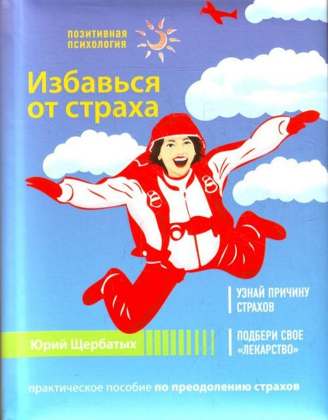 ПОЗИТИВНАЯ
ПСИХОЛОГИЯ
Избавься
от страха
УЗНАЙ ПРИЧИНУ
СТРАХОВ
ПОДБЕРИ СВОЕ
«ЛЕКАРСТВО»
Юрий Щербатых
практическое пособие по преодолению страхов